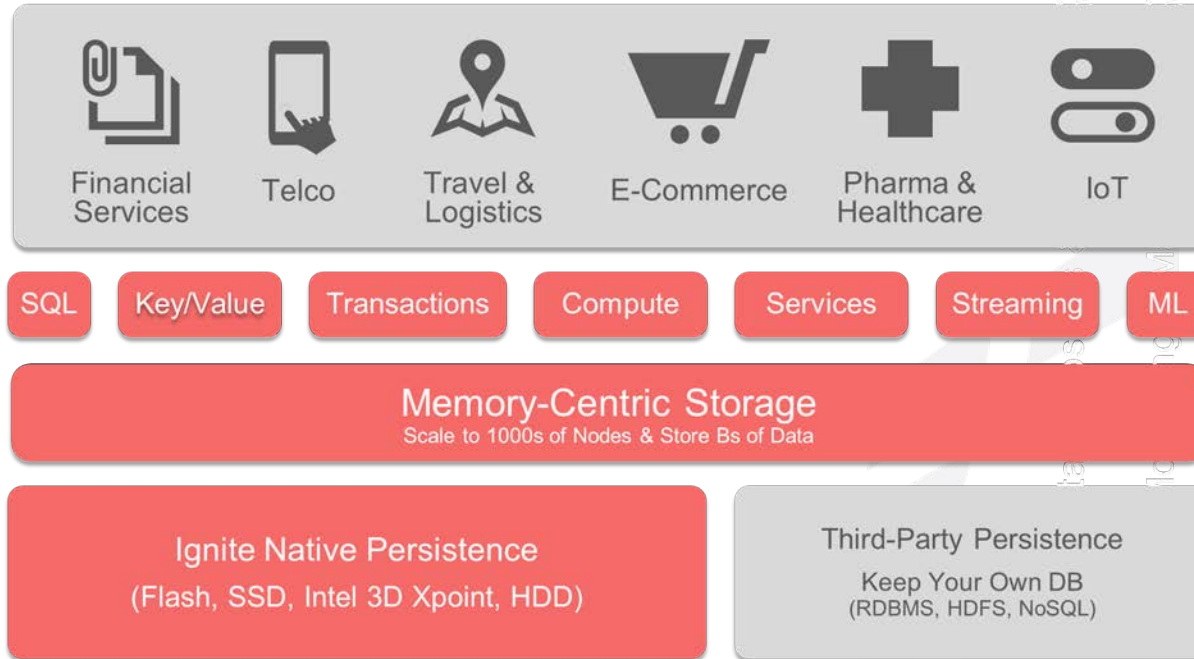 Financial
Services
Telco
Travel &
Logistics
E-Commerce
Pharma &
Healthcare
IoT
SQL
Key/Value
Transactions
Compute
Services
Streaming
ML
Memory-Centric Storage
Scale to 1000s of Nodes & Store Bs of Data
Ignite Native Persistence
(Flash, SSD, Intel 3D Xpoint, HDD)
Third-Party Persistence
Keep Your Own DB
(RDBMS, HDFS, NoSQL)